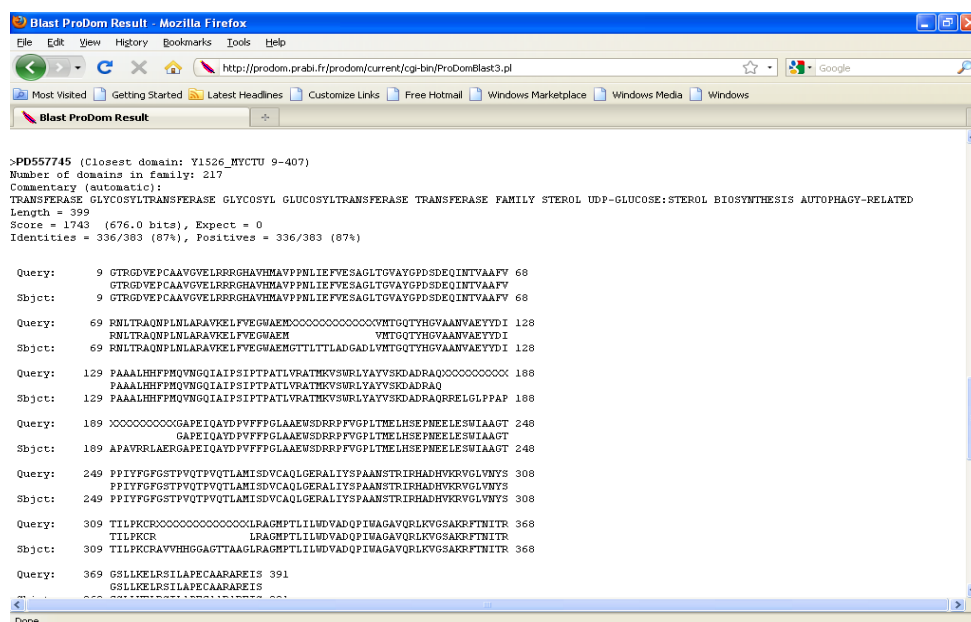 Blast ProDom Result - Mozilla Firefox
File Edit View History Bookmarks Tools Help
http://prodom.prabi.fr/prodom/current/cgi-bin/ProDomBlast3.pl Google
Most Visited Getting Started Latest Headlines Customize Links Free Hotmail Windows Marketplace Windows Media Windows
Blast ProDom Result
>PD557745 (Closest domain: Y1526_MYCTU 9-407)
Number of domains in family: 217
Commentary (automatic):
TRANSFERASE GLYCOSYLTRANSFERASE GLYCOSYL GLUCOSYLTRANSFERASE TRANSFERASE FAMILY STEROL UDP-GLUCOSE:STEROL BIOSYNTHESIS AUTOPHAGY-RELATED
Length = 399
Score = 1743 (676.0 bits), Expect = 0
Identities = 336/383 (87%), Positives = 336/383 (87%)
Query: 9 GTRGDVEPCAAVGVELRRRGHAVHMAVPPNLIEFVESAGLTGVAYGPDSDEQINTVAAFV 68
GTRGDVEPCAAVGVELRRRGHAVHMAVPPNLIEFVESAGLTGVAYGPDSDEQINTVAAFV
Sbjct: 9 GTRGDVEPCAAVGVELRRRGHAVHMAVPPNLIEFVESAGLTGVAYGPDSDEQINTVAAFV 68
Query: 69 RNLTRAQNPLNLARAVKELFVEGWAEMXXXXXXXXXXXXXVMTGQTYHGVAANVAEYYDI 128
RNLTRAQNPLNLARAVKELFVEGWAEM VMTGQTYHGVAANVAEYYDI
Sbjct: 69 RNLTRAQNPLNLARAVKELFVEGWAEMGTTLTTLADGADLVMTGQTYHGVAANVAEYYDI 128
Query: 129 PAAALHHFPMQVNGQIAIPSIPTPATLVRATMKVSWRLYAYVSKDADRAQXXXXXXXXXX 188
PAAALHHFPMQVNGQIAIPSIPTPATLVRATMKVSWRLYAYVSKDADRAQ
Sbjct: 129 PAAALHHFPMQVNGQIAIPSIPTPATLVRATMKVSWRLYAYVSKDADRAQRRELGLPPAP 188
Query: 189 XXXXXXXXXXGAPEIQAYDPVFFPGLAAEWSDRRPFVGPLTMELHSEPNEELESWIAAGT 248
GAPEIQAYDPVFFPGLAAEWSDRRPFVGPLTMELHSEPNEELESWIAAGT
Sbjct: 189 APAVRRLAERGAPEIQAYDPVFFPGLAAEWSDRRPFVGPLTMELHSEPNEELESWIAAGT 248
Query: 249 PPIYFGFGSTPVQTPVQTLAMISDVCAQLGERALIYSPAANSTRIRHADHVKRVGLVNYS 308
PPIYFGFGSTPVQTPVQTLAMISDVCAQLGERALIYSPAANSTRIRHADHVKRVGLVNYS
Sbjct: 249 PPIYFGFGSTPVQTPVQTLAMISDVCAQLGERALIYSPAANSTRIRHADHVKRVGLVNYS 308
Query: 309 TILPKCRXXXXXXXXXXXXXXLRAGMPTLILWDVADQPIWAGAVQRLKVGSAKRFTNITR 368
TILPKCR LRAGMPTLILWDVADQPIWAGAVQRLKVGSAKRFTNITR
Sbjct: 309 TILPKCRAVVHHGGAGTTAAGLRAGMPTLILWDVADQPIWAGAVQRLKVGSAKRFTNITR 368
Query: 369 GSLLKELRSILAPECAARAREIS 391
GSLLKELRSILAPECAARAREIS
Done